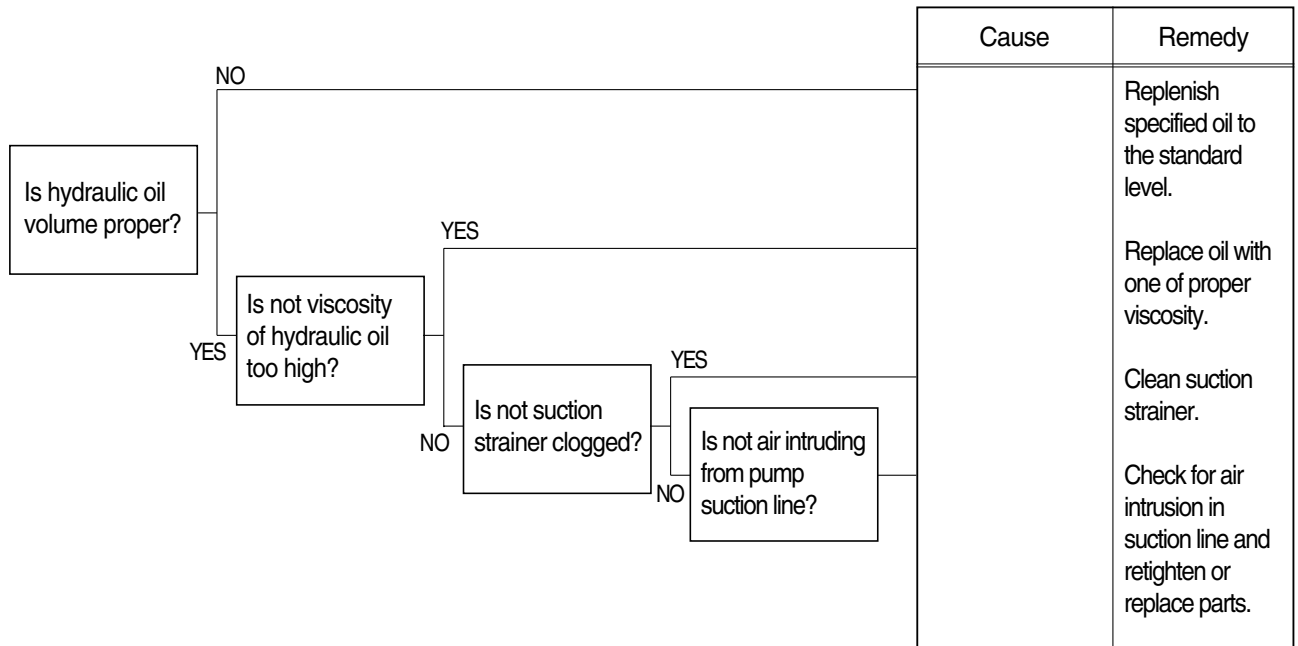 Cause
Remedy
NO
Replenish
specified oil to
the standard
level.
Is hydraulic oil
volume proper?
YES
Replace oil with
one of proper
viscosity.
Is not viscosity
of hydraulic oil
too high?
YES
YES
Clean suction
strainer.
Is not suction
strainer clogged?
NO
Is not air intruding
from pump
suction line?
NO
Check for air
intrusion in
suction line and
retighten or
replace parts.